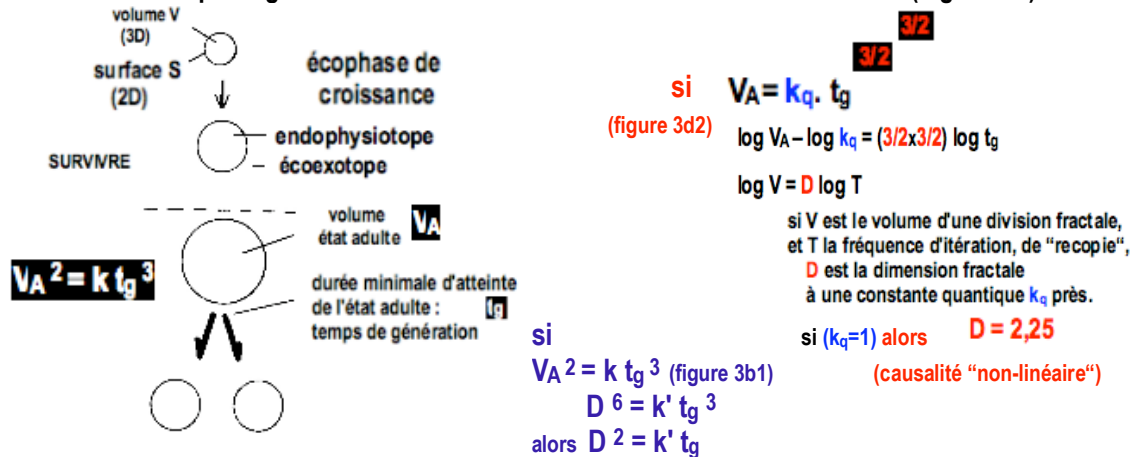 volume V
(3D)
surface S
(2D)
écophase de
croissance
endophysiotope
écoexotope
SURVIVRE
volume
état adulte VA
VA 2 = k tg 3
durée minimale d'atteinte
de l'état adulte : tg
temps de génération
si
VA 2 = k tg 3 (figure 3b1)
D 6 = k' tg 3
alors D 2 = k' tg
3/2
3/2
si VA = kq. tg
(figure 3d2)
log VA – log kq = (3/2x3/2) log tg
log V = D log T
si V est le volume d'une division fractale,
et T la fréquence d'itération, de “recopie“,
D est la dimension fractale
à une constante quantique kq près.
si (kq=1) alors D = 2,25
(causalité “non-linéaire“)